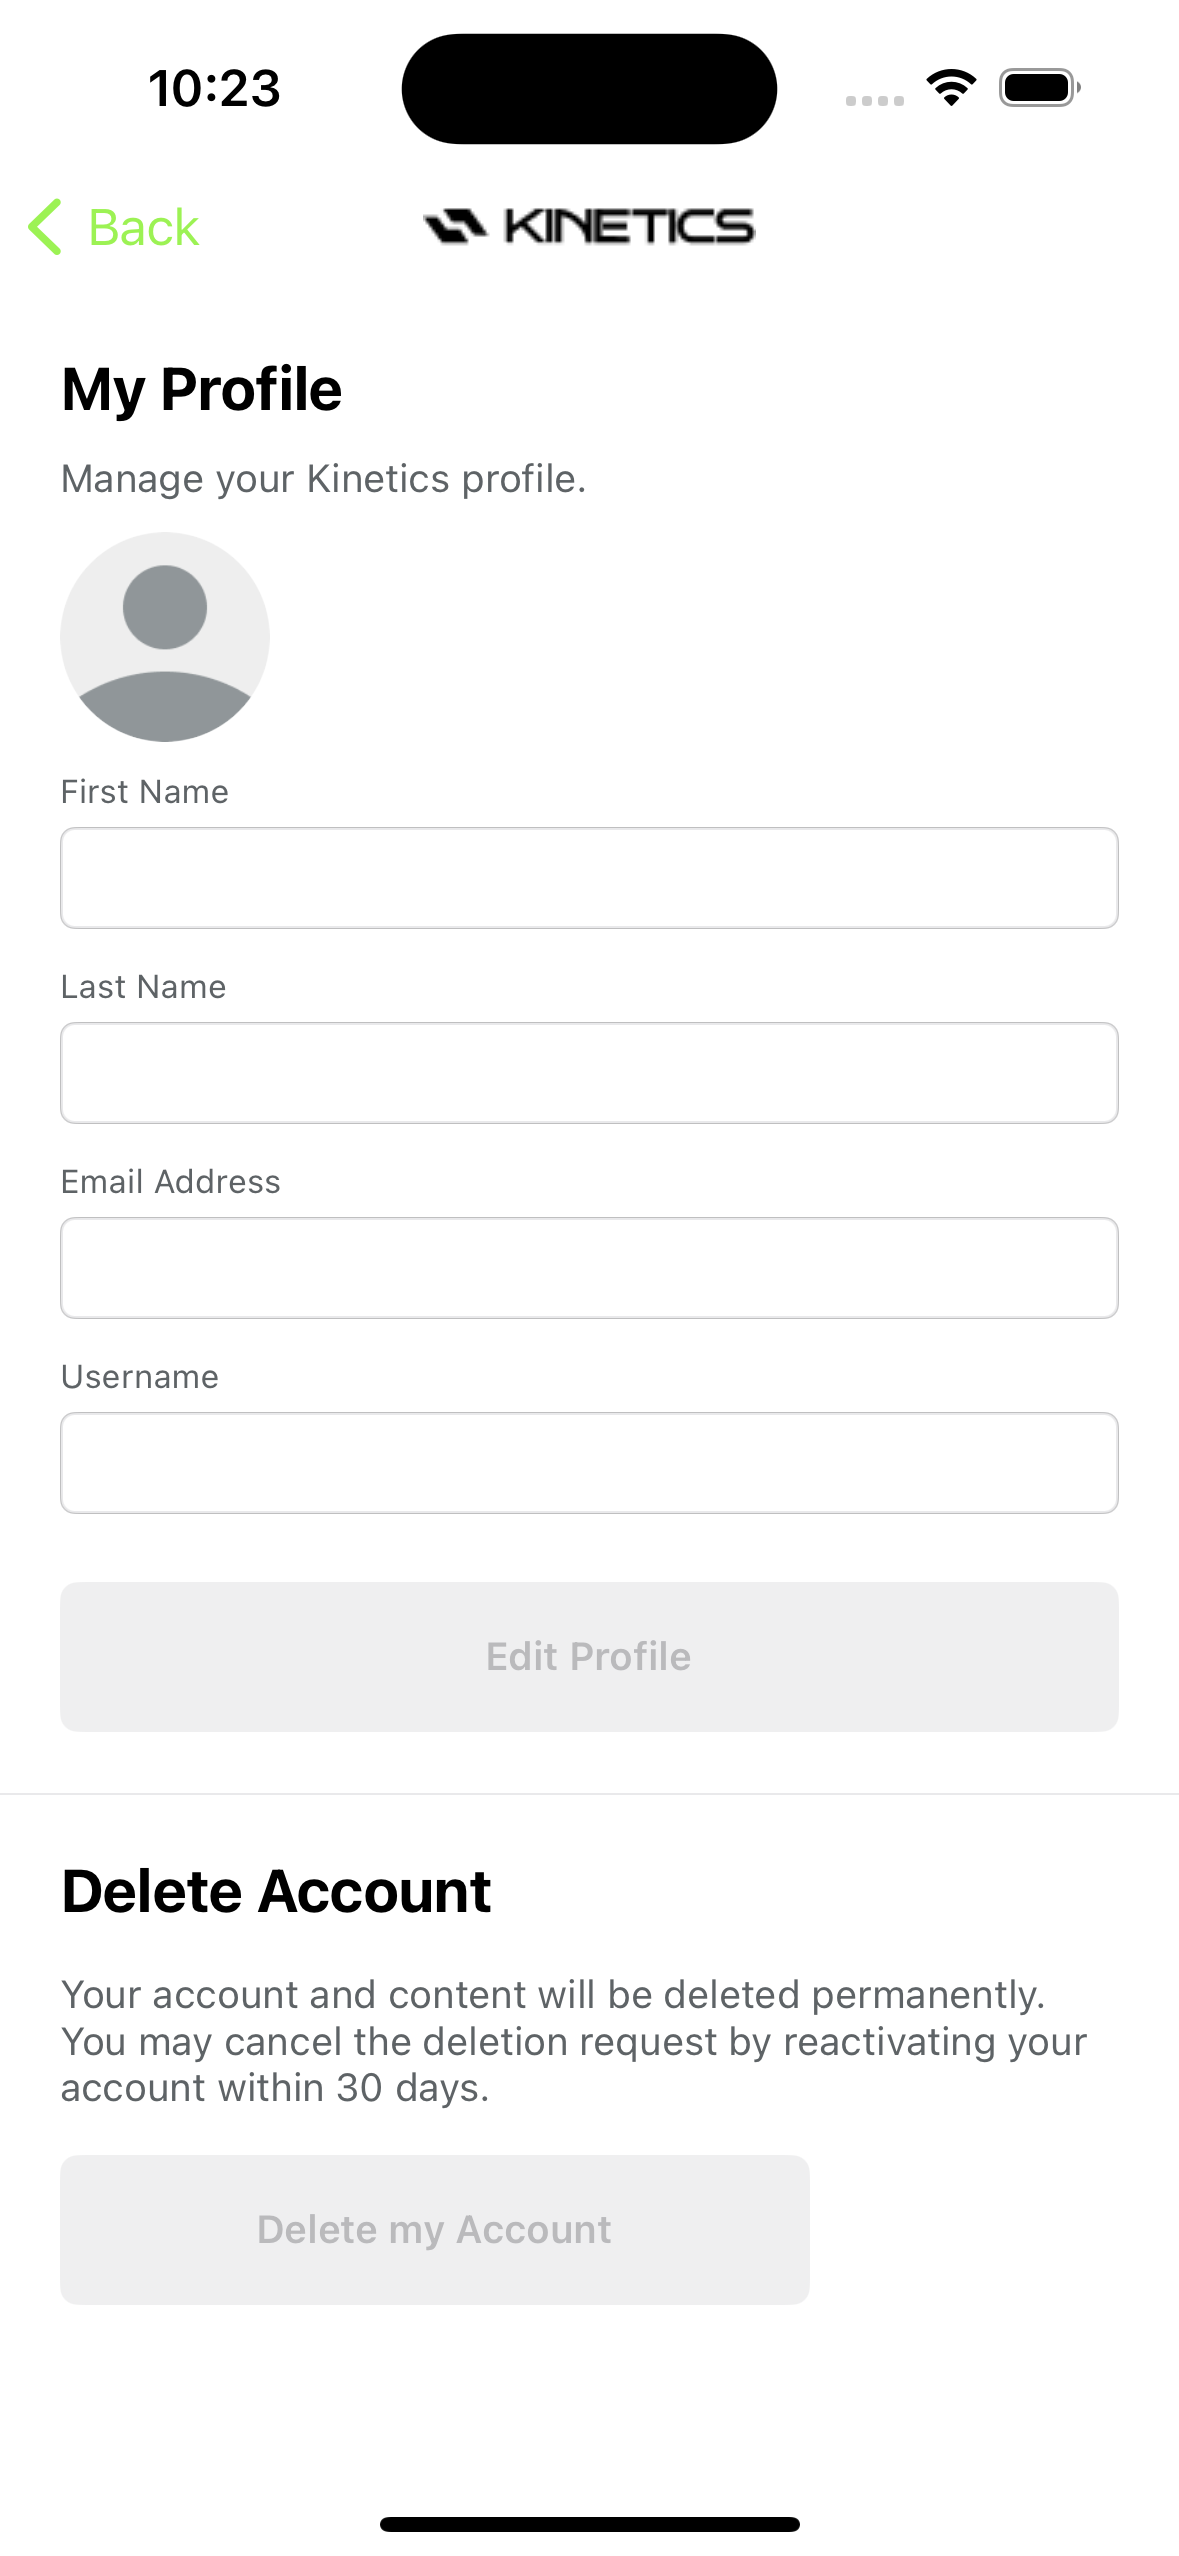 10:23
Back
KINETICS
My Profile
Manage your Kinetics profile.
First Name
Last Name
Email Address
Username
Edit Profile
Delete Account
Your account and content will be deleted permanently.
You may cancel the deletion request by reactivating your
account within 30 days.
Delete my Account